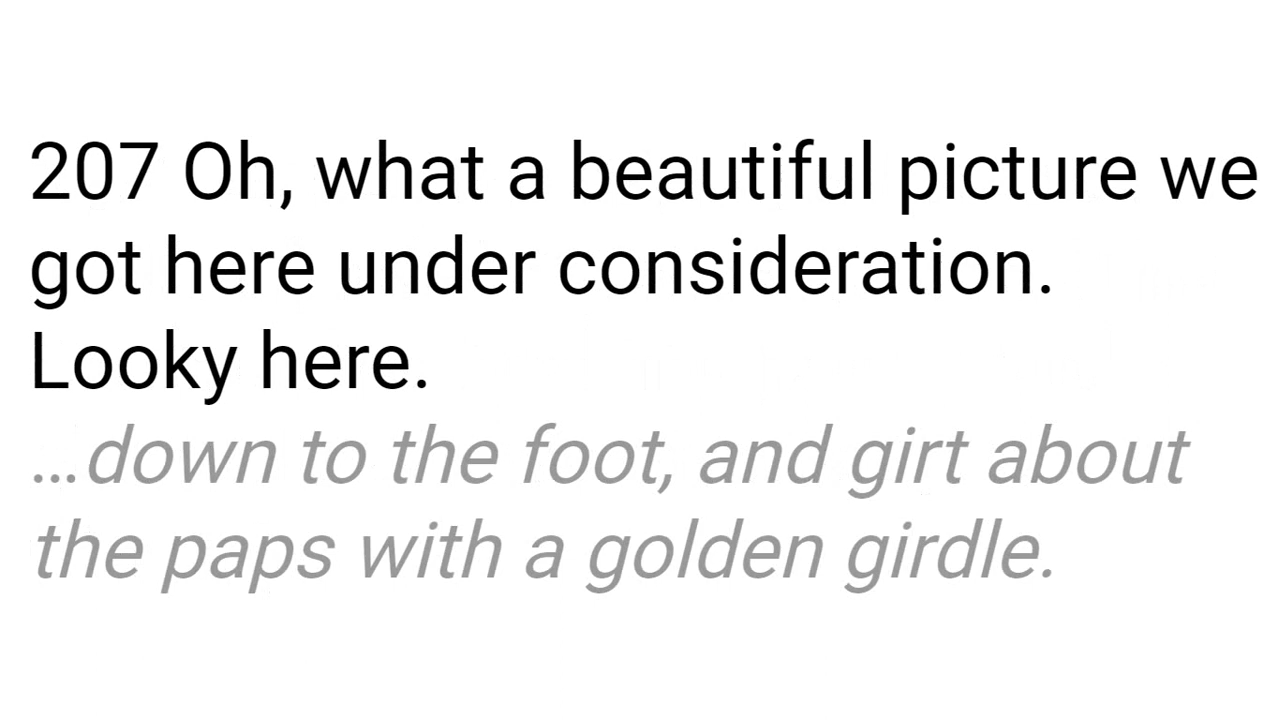 207 Oh, what a beautiful picture we
got here under consideration.
Looky here.
…down to the foot, and girt about
the paps with a golden girdle.